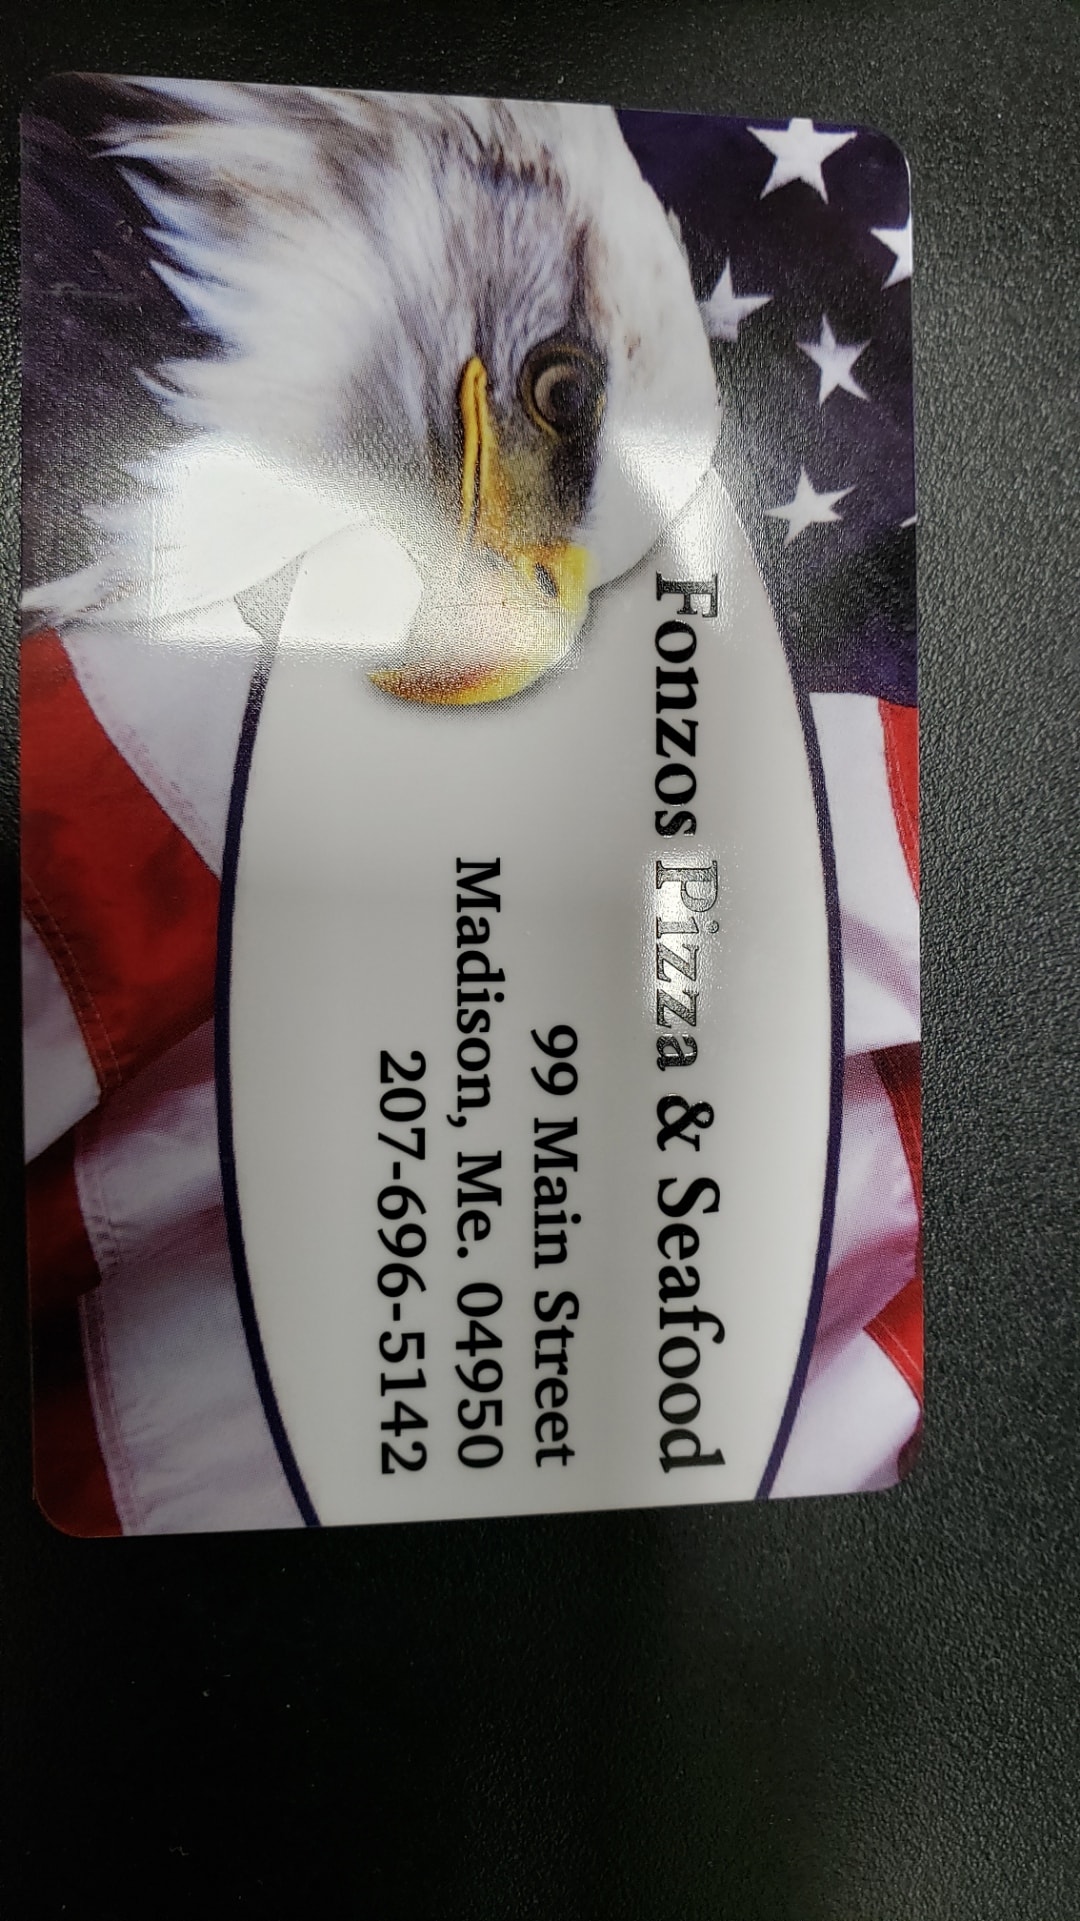 Fonzos Pizza & Seafood
99 Main Street
Madison, Me. 04950
207-696-5142